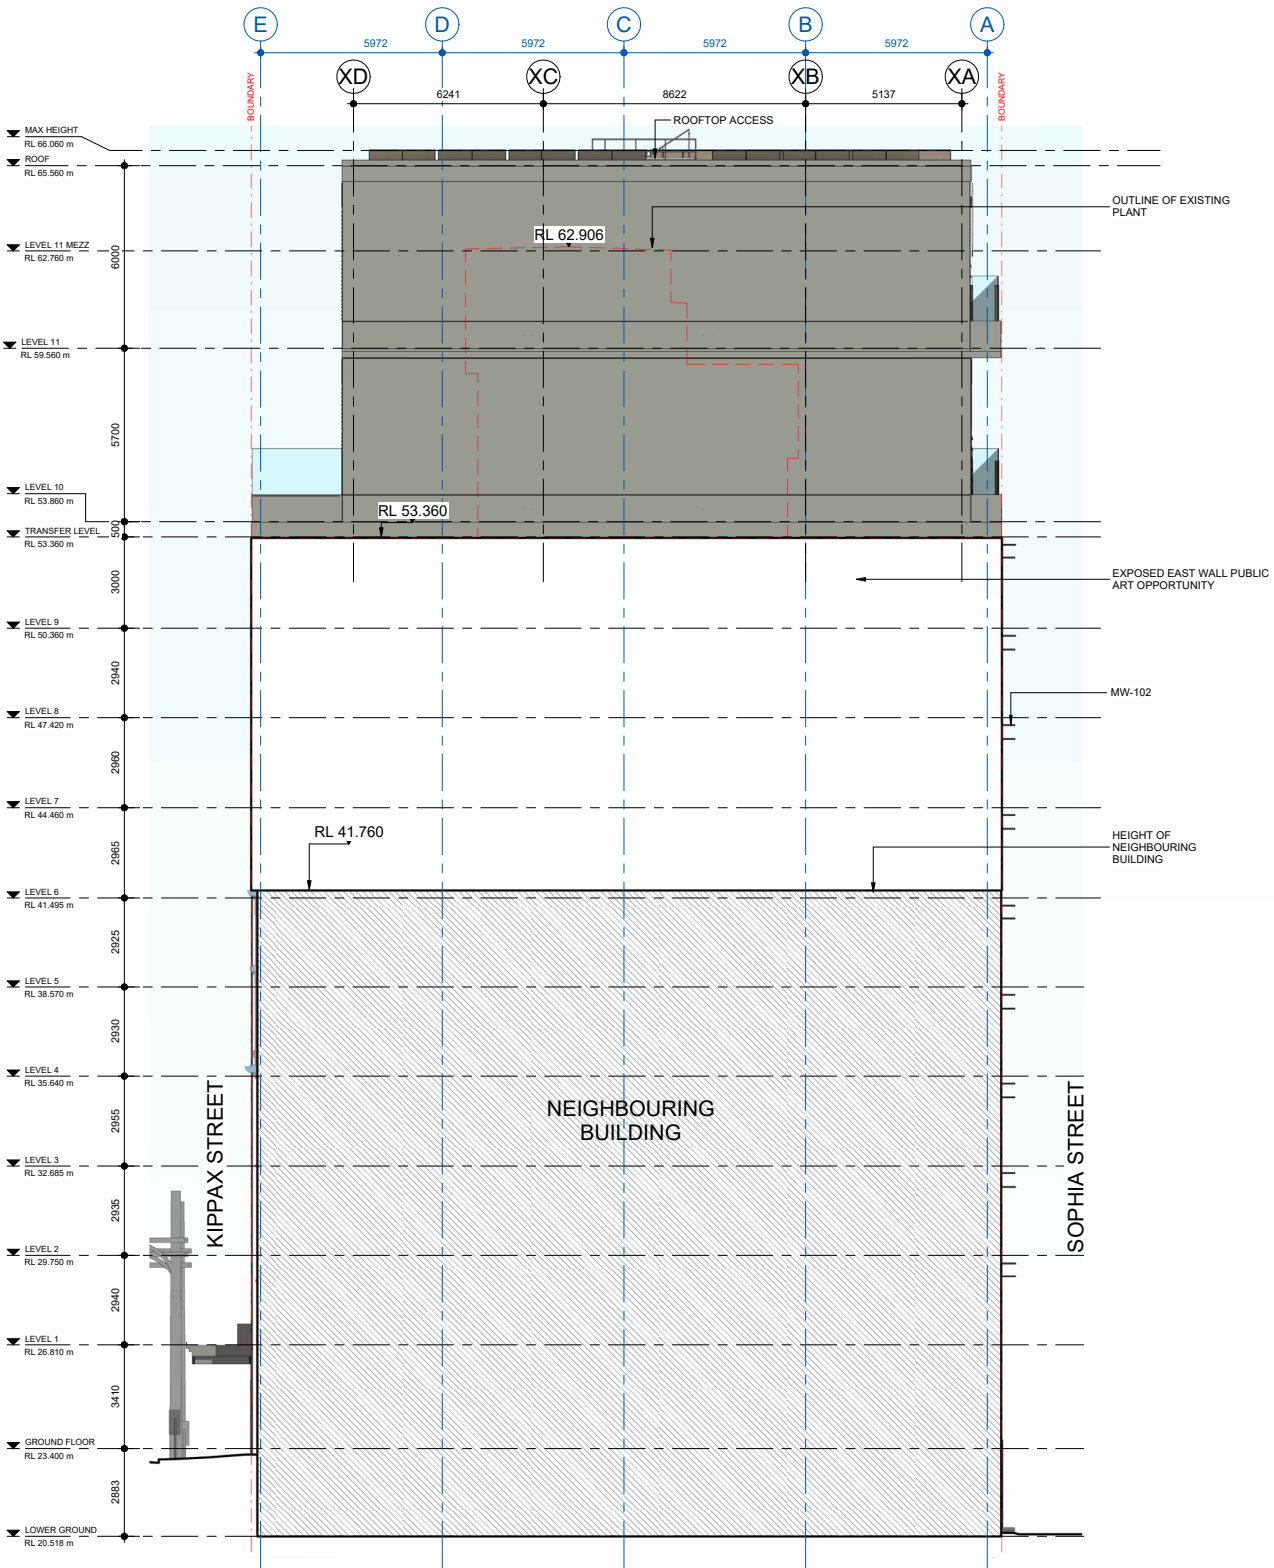 E D C B A
5972 5972 5972 5972
XD XC XB XA
6241 8622 5137
BOUNDARY
BOUNDARY
ROOFTOP ACCESS
MAX HEIGHT
RL 66.060 m
ROOF
RL 65.560 m
OUTLINE OF EXISTING
PLANT
RL 62.906
LEVEL 11 MEZZ
RL 62.760 m
6000
LEVEL 11
RL 59.560 m
5700
LEVEL 10
RL 53.860 m
RL 53.360
500
TRANSFER LEVEL
RL 53.360 m
3000
EXPOSED EAST WALL PUBLIC
ART OPPORTUNITY
LEVEL 9
RL 50.360 m
2940
MW-102
LEVEL 8
RL 47.420 m
2960
LEVEL 7
RL 44.460 m
RL 41.760
HEIGHT OF
NEIGHBOURING
BUILDING
2965
LEVEL 6
RL 41.495 m
2925
LEVEL 5
RL 38.570 m
2930
LEVEL 4
RL 35.640 m
NEIGHBOURING
BUILDING
2955
KIPPAX STREET
SOPHIA STREET
LEVEL 3
RL 32.685 m
2935
LEVEL 2
RL 29.750 m
2940
LEVEL 1
RL 26.810 m
3410
GROUND FLOOR
RL 23.400 m
2883
LOWER GROUND
RL 20.518 m